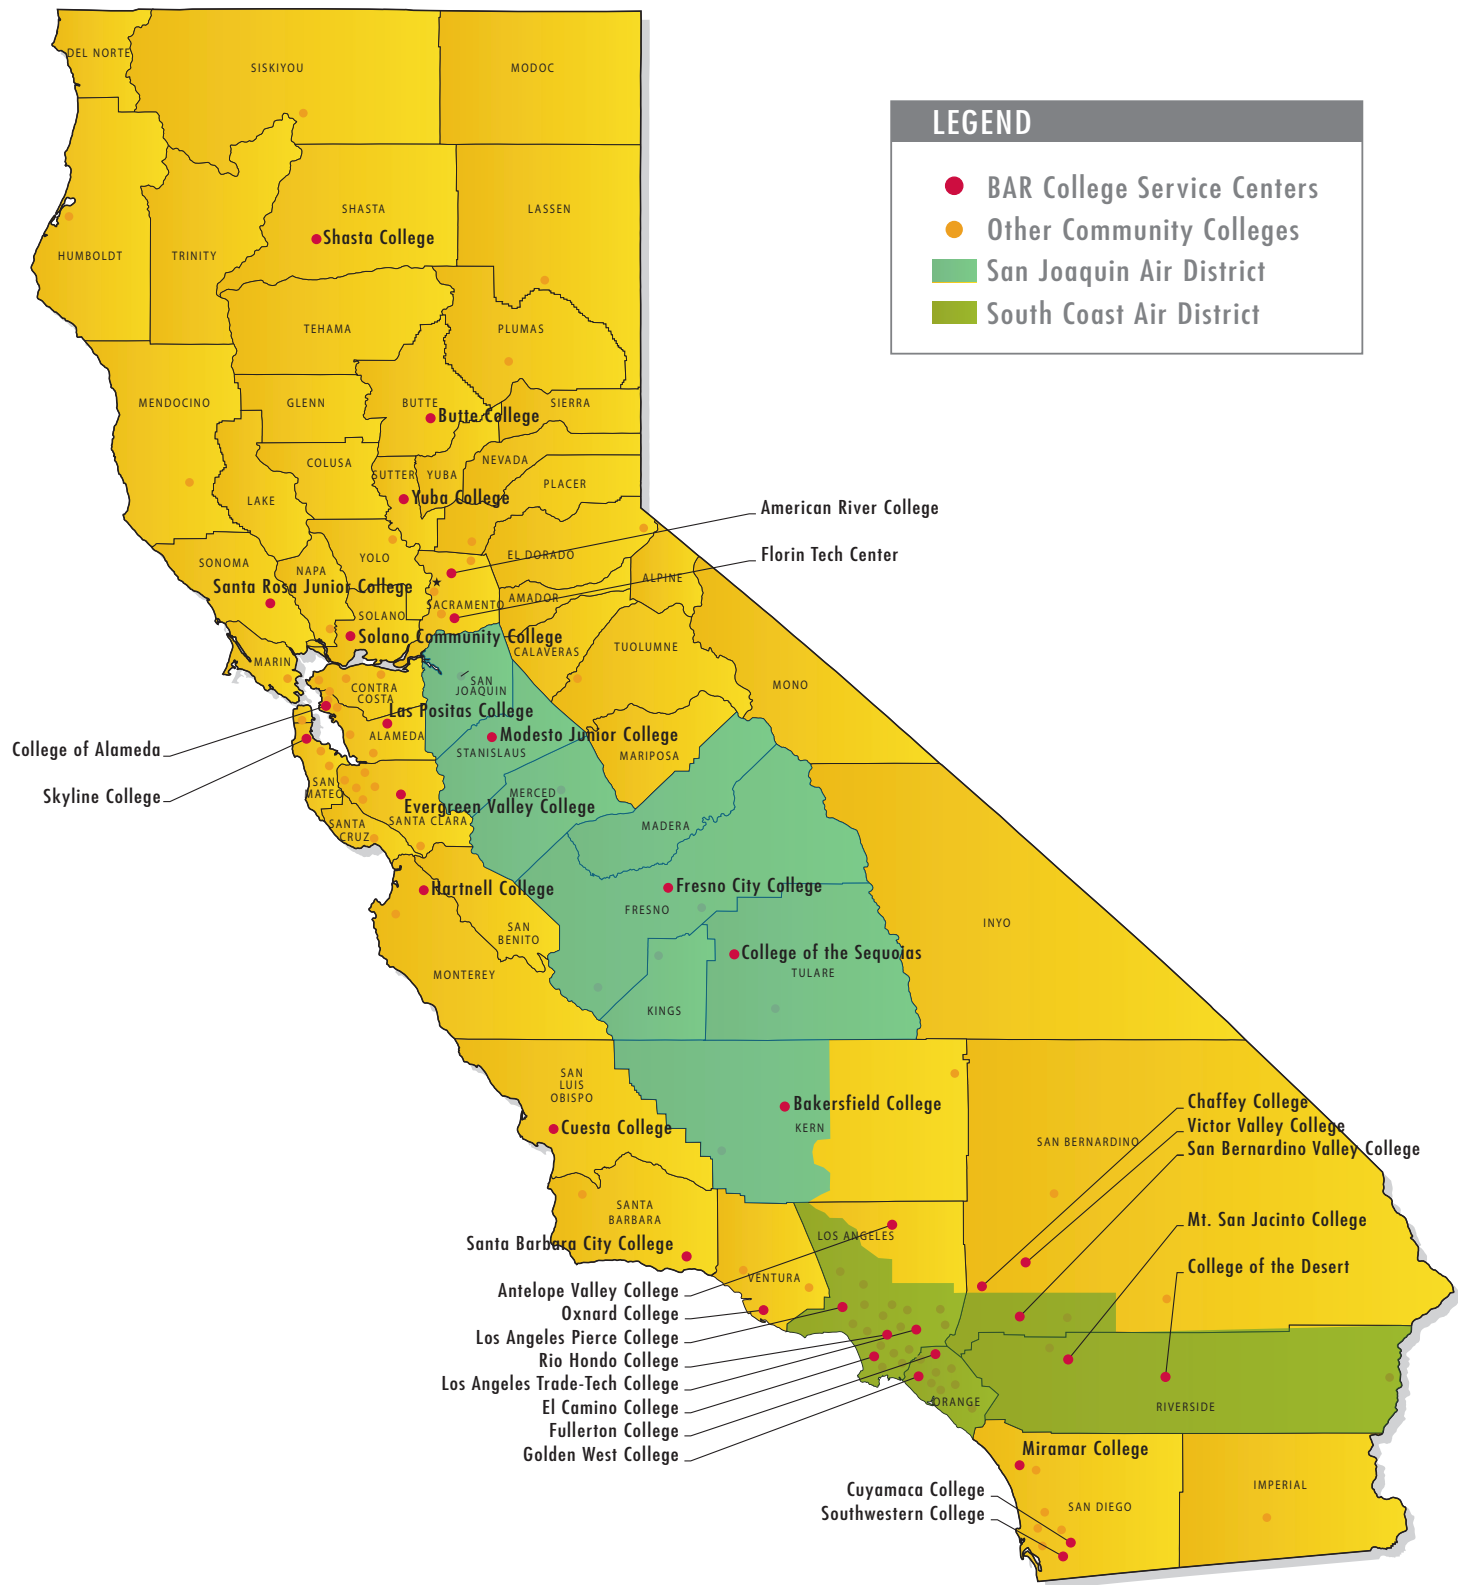 DEL NORTE
SISKIYOU
MODOC
LEGEND
BAR College Service Centers
Other Community Colleges
San Joaquin Air District
South Coast Air District
SHASTA
LASSEN
Shasta College
HUMBOLDT
TRINITY
TEHAMA
PLUMAS
MENDOCINO
GLENN
BUTTE
SIERRA
Butte College
COLUSA
NEVADA
SUTTER
YUBA
PLACER
LAKE
Yuba College
American River College
Florin Tech Center
SONOMA
YOLO
EL DORADO
NAPA
ALPINE
Santa Rosa Junior College
AMADOR
SACRAMENTO
SOLANO
Solano Community College
CALAVERAS
TUOLUMNE
MARIN
SAN
JOAQUIN
CONTRA
COSTA
MONO
Las Positas College
ALAMEDA
Modesto Junior College
STANISLAUS
MARIPOSA
College of Alameda
Skyline College
SAN
MATEO
MERCED
Evergreen Valley College
SANTA CLARA
SANTA
CRUZ
MADERA
Hartnell College
Fresno City College
FRESNO
INYO
SAN
BENITO
College of the Sequoias
TULARE
MONTEREY
KINGS
SAN
LUIS
OBISPO
Bakersfield College
KERN
Cuesta College
Chaffey College
Victor Valley College
SAN BERNARDINO
San Bernardino Valley College
SANTA
BARBARA
Mt. San Jacinto College
LOS ANGELES
Santa Barbara City College
College of the Desert
VENTURA
Antelope Valley College
Oxnard College
Los Angeles Pierce College
Rio Hondo College
Los Angeles Trade-Tech College
El Camino College
Fullerton College
Golden West College
ORANGE
RIVERSIDE
Miramar College
IMPERIAL
Cuyamaca College
SAN DIEGO
Southwestern College